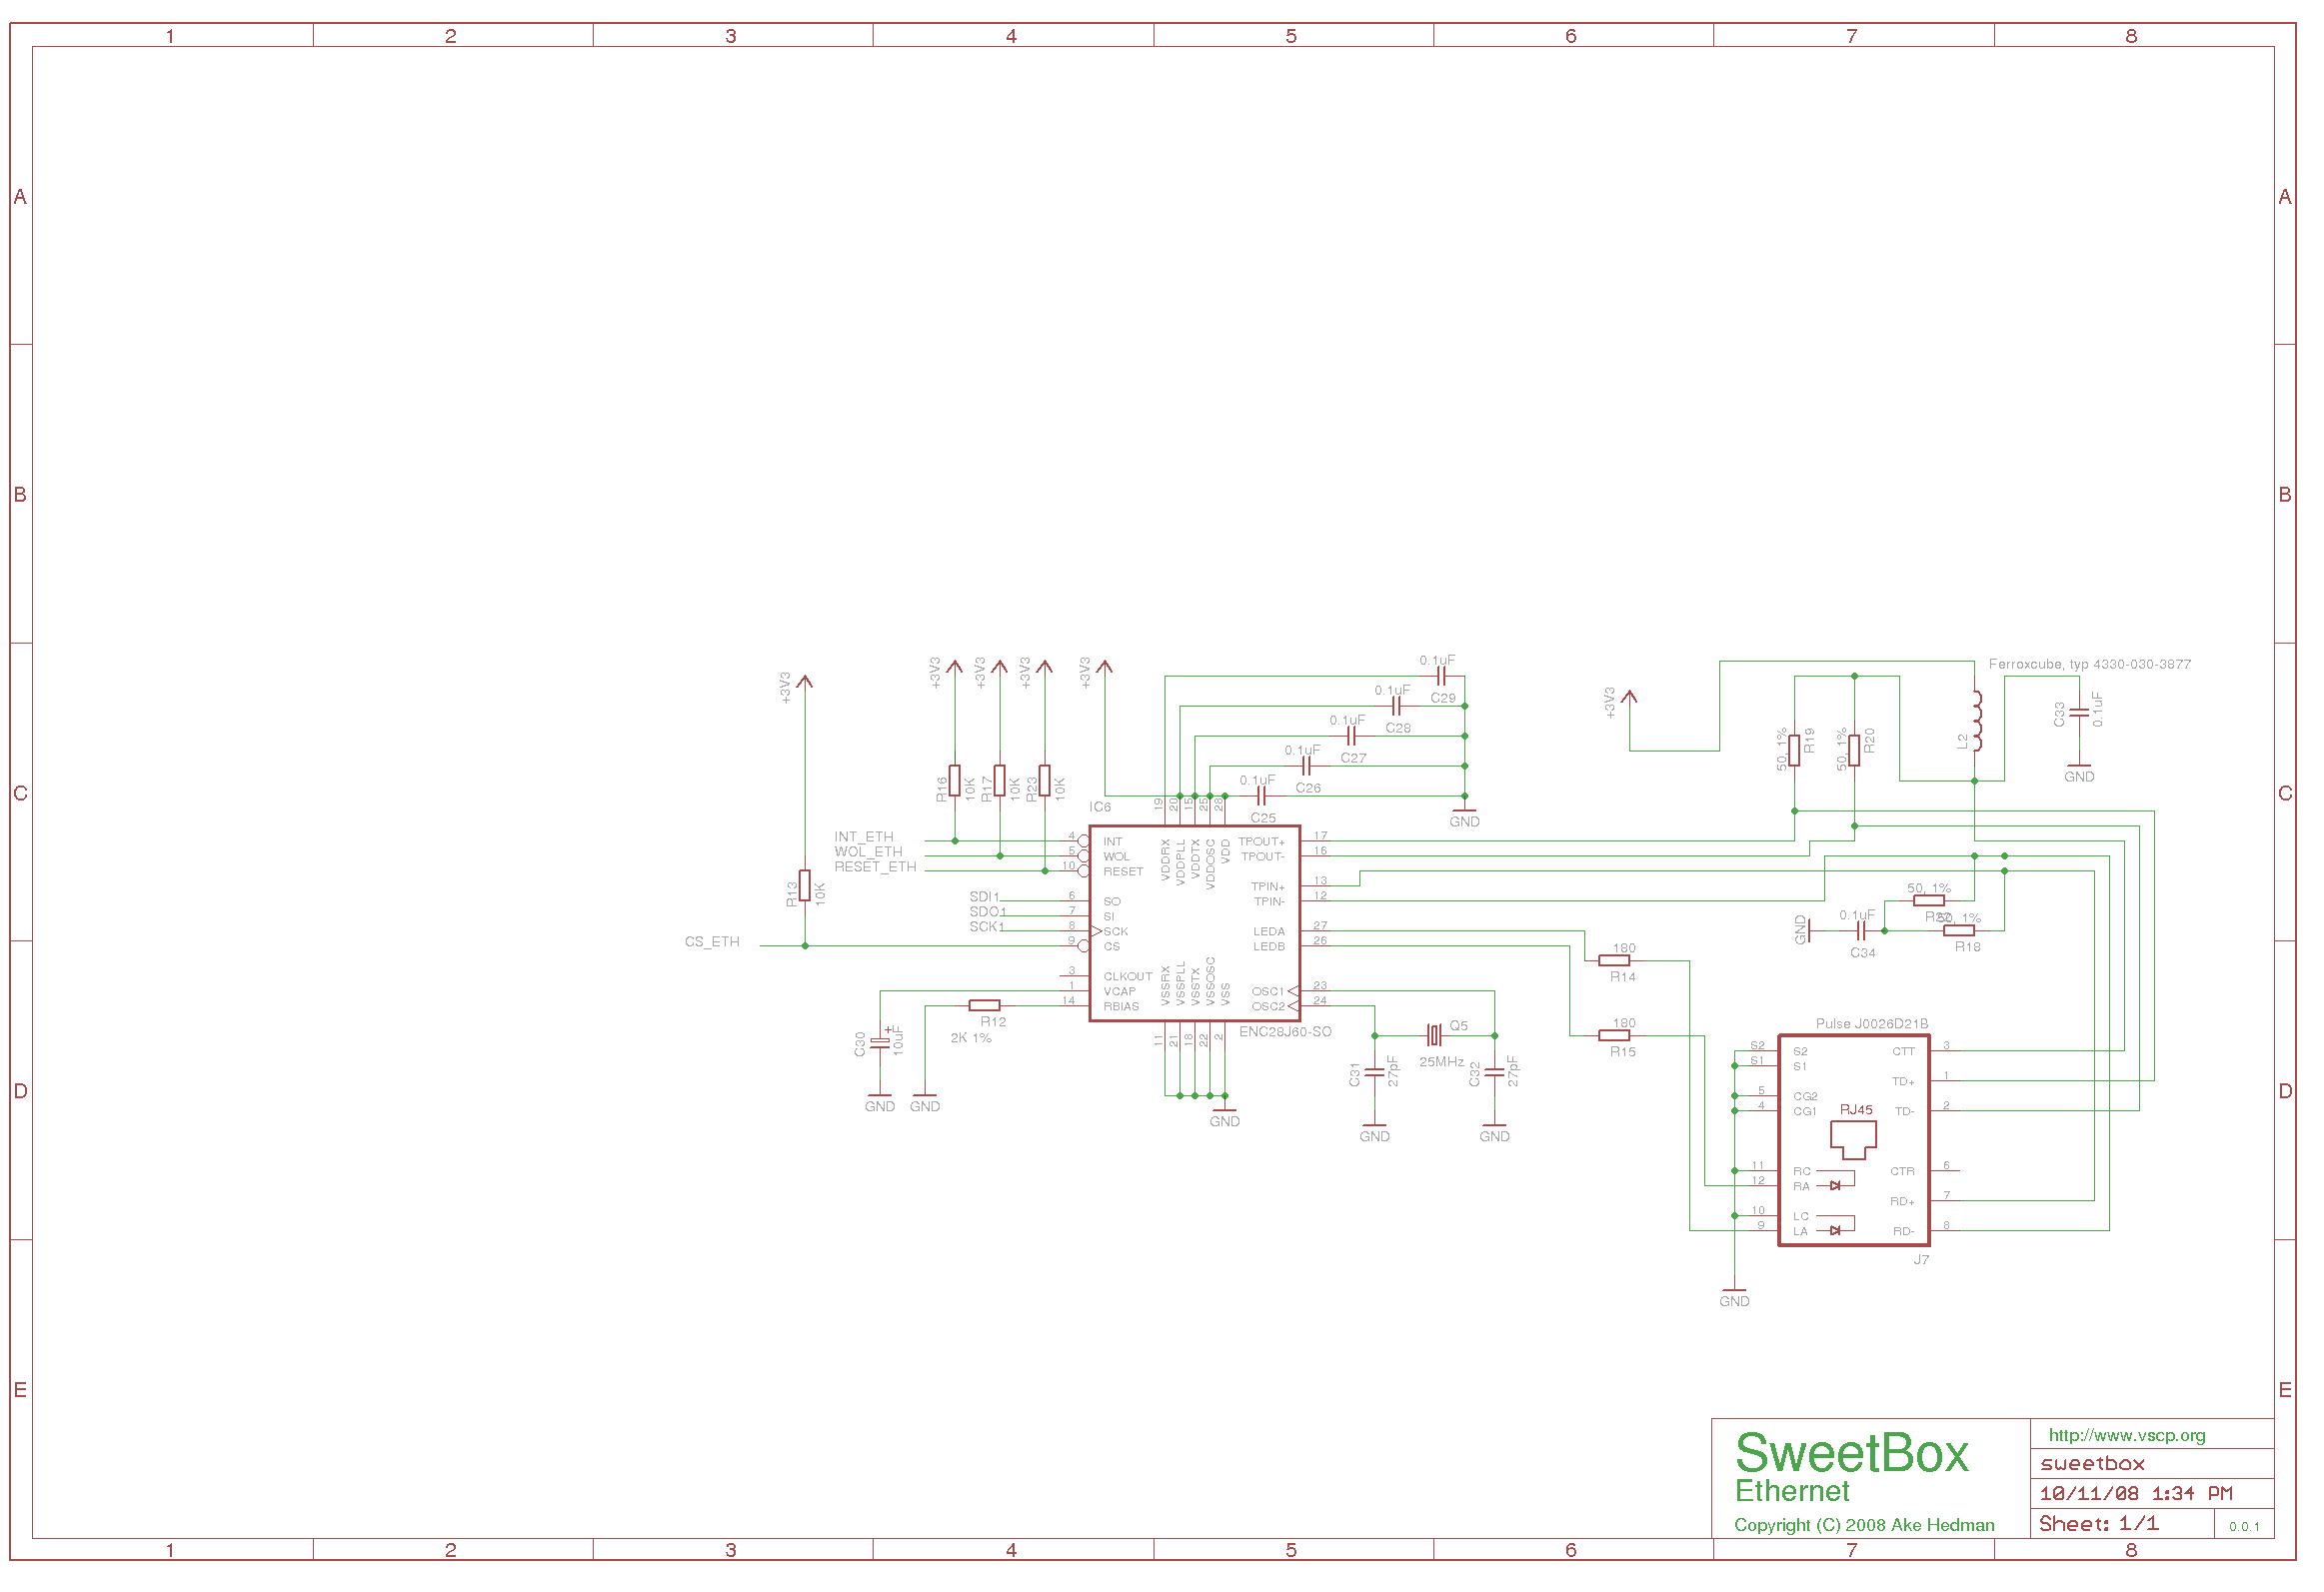 1 2 3 4 5 6 7 8
A A
B B
C C
D D
E E
+3V3
+3V3
+3V3
+3V3
+3V3
+3V3
R13
10K
R16
10K
R17
10K
R23
10K
INT_ETH
WOL_ETH
RESET_ETH
SDI1
SDO1
SCK1
CS_ETH
C30
+
10uF
GND
R12
2K 1%
GND
IC6
19 20 15 25 28
4 INT
5 WOL
10 RESET
6 SO
7 SI
8 SCK
9 CS
3 CLKOUT
1 VCAP
14 RBIAS
VDDRX
VDDPLL
VDDTX
VDDOSC
VDD
VSSRX
VSSPLL
VSSTX
VSSOSC
VSS
TPOUT+ 17
TPOUT- 16
TPIN+ 13
TPIN- 12
LEDA 27
LEDB 26
OSC1 23
OSC2 24
11 21 18 22 2
ENC28J60-SO
GND
0.1uF
C29
0.1uF
C28
0.1uF
C27
0.1uF
C26
0.1uF
C25
GND
Q5
25MHz
C31
27pF
GND
C32
27pF
GND
180
R14
180
R15
50, 1%
R19
50, 1%
R20
L2
Ferroxcube, typ 4330-030-3877
C33
0.1uF
GND
50, 1%
50, 1%
R18
0.1uF
C34
GND
Pulse J0026D21B
S2 S2
S1 S1
5 CG2
4 CG1
11 RC
12 RA
10 LC
9 LA
RJ45
CTT 3
TD+ 1
TD- 2
CTR 6
RD+ 7
RD- 8
J7
GND
SweetBox
Ethernet
Copyright (C) 2008 Ake Hedman
http://www.vscp.org
sweetbox
10/11/08 1:34 PM
Sheet: 1/1
0.0.1
1 2 3 4 5 6 7 8